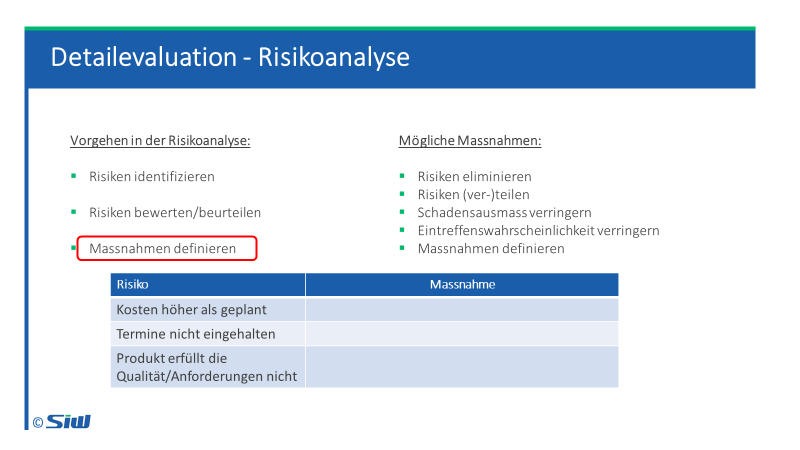 Detailevaluation - Risikoanalyse
Vorgehen in der Risikoanalyse:
Risiken identifizieren
Risiken bewerten/beurteilen
Massnahmen definieren
Mögliche Massnahmen:
Risiken eliminieren
Risiken (ver-)teilen
Schadensausmass verringern
Eintreffenswahrscheinlichkeit verringern
Massnahmen definieren
Risiko Massnahme
Kosten höher als geplant
Termine nicht eingehalten
Produkt erfüllt die
Qualität/Anforderungen nicht
© SIW